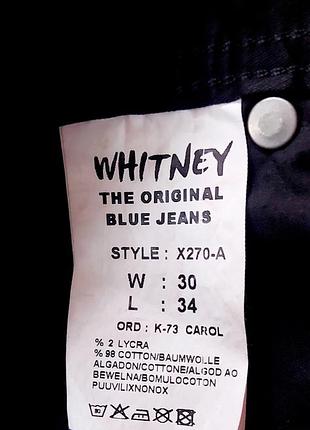 WHITNEY
THE ORIGINAL
BLUE JEANS
STYLE : X270-A
W : 30
L : 34
ORD : K-73 CAROL
% 2 LYCRA
% 98 COTTON/BAUMWOLLE
ALGADON/COTTONE/ALGOD AO
BEWELNA/BOMULOCOTON
PUUVILIXNONOX